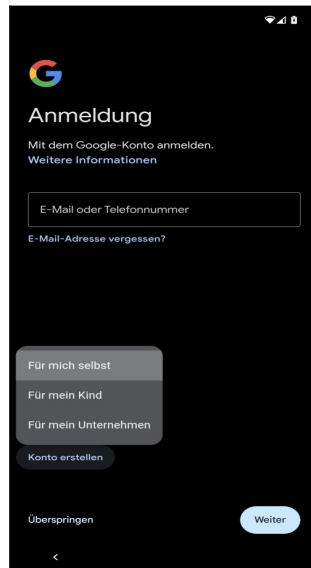 Anmeldung
Mit dem Google-Konto anmelden.
Weitere Informationen
E-Mail oder Telefonnummer
E-Mail-Adresse vergessen?
Für mich selbst
Für mein Kind
Für mein Unternehmen
Konto erstellen
Überspringen
Weiter